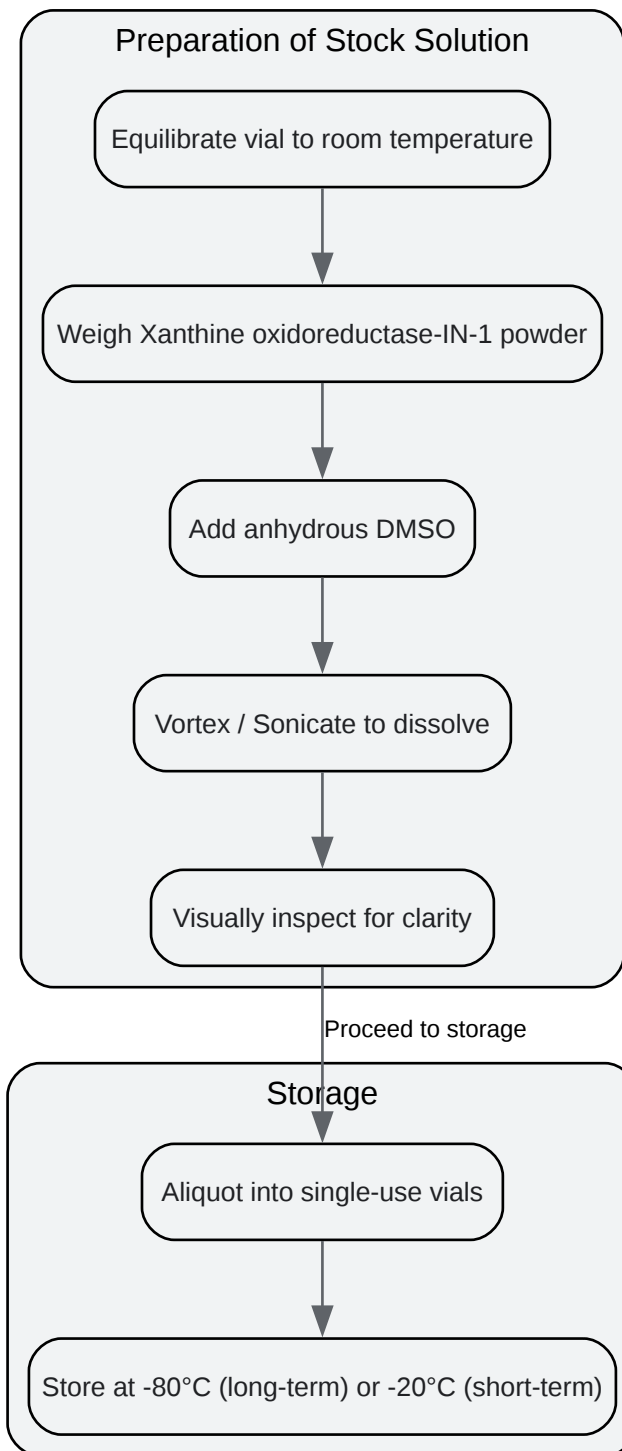 Preparation of Stock Solution
Equilibrate vial to room temperature
Weigh Xanthine oxidoreductase-IN-1 powder
Add anhydrous DMSO
Vortex / Sonicate to dissolve
Visually inspect for clarity
Proceed to storage
Storage
Aliquot into single-use vials
Store at -80°C (long-term) or -20°C (short-term)